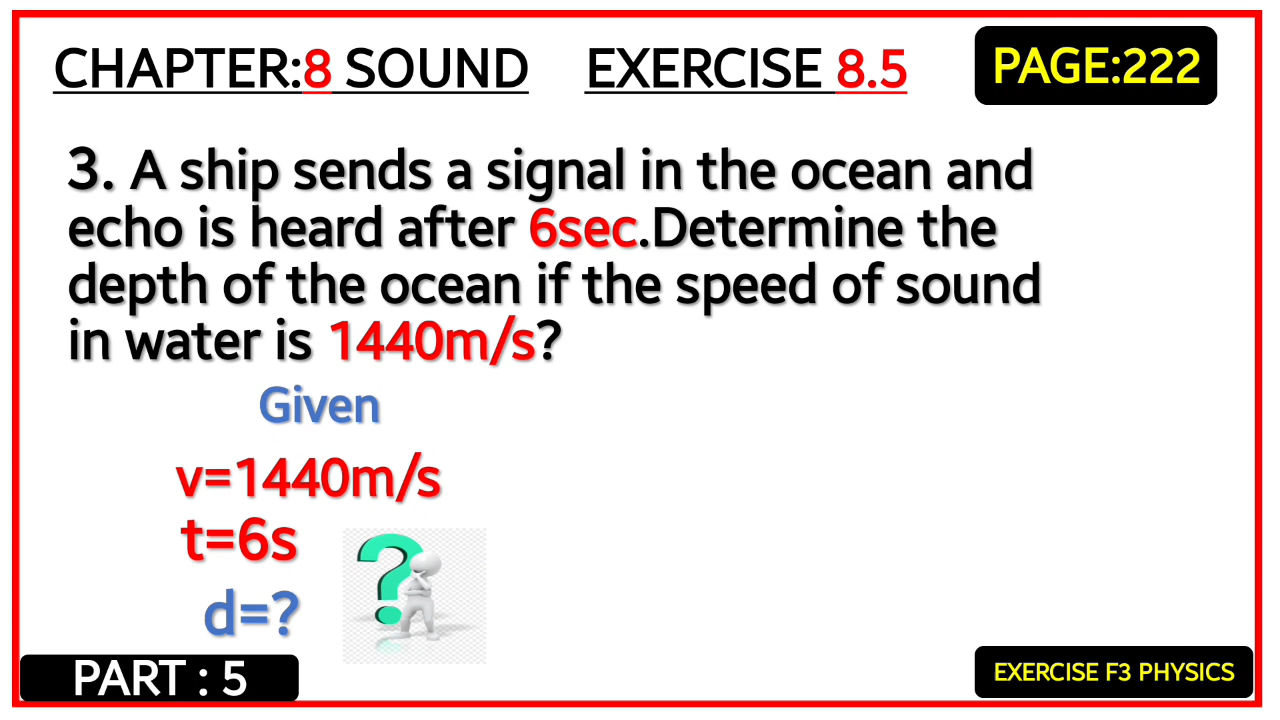 CHAPTER:8 SOUND EXERCISE 8.5
PAGE:222
3. A ship sends a signal in the ocean and
echo is heard after 6sec.Determine the
depth of the ocean if the speed of sound
in water is 1440m/s?
Given
v=1440m/s
t=6s
d=?
PART : 5
EXERCISE F3 PHYSICS